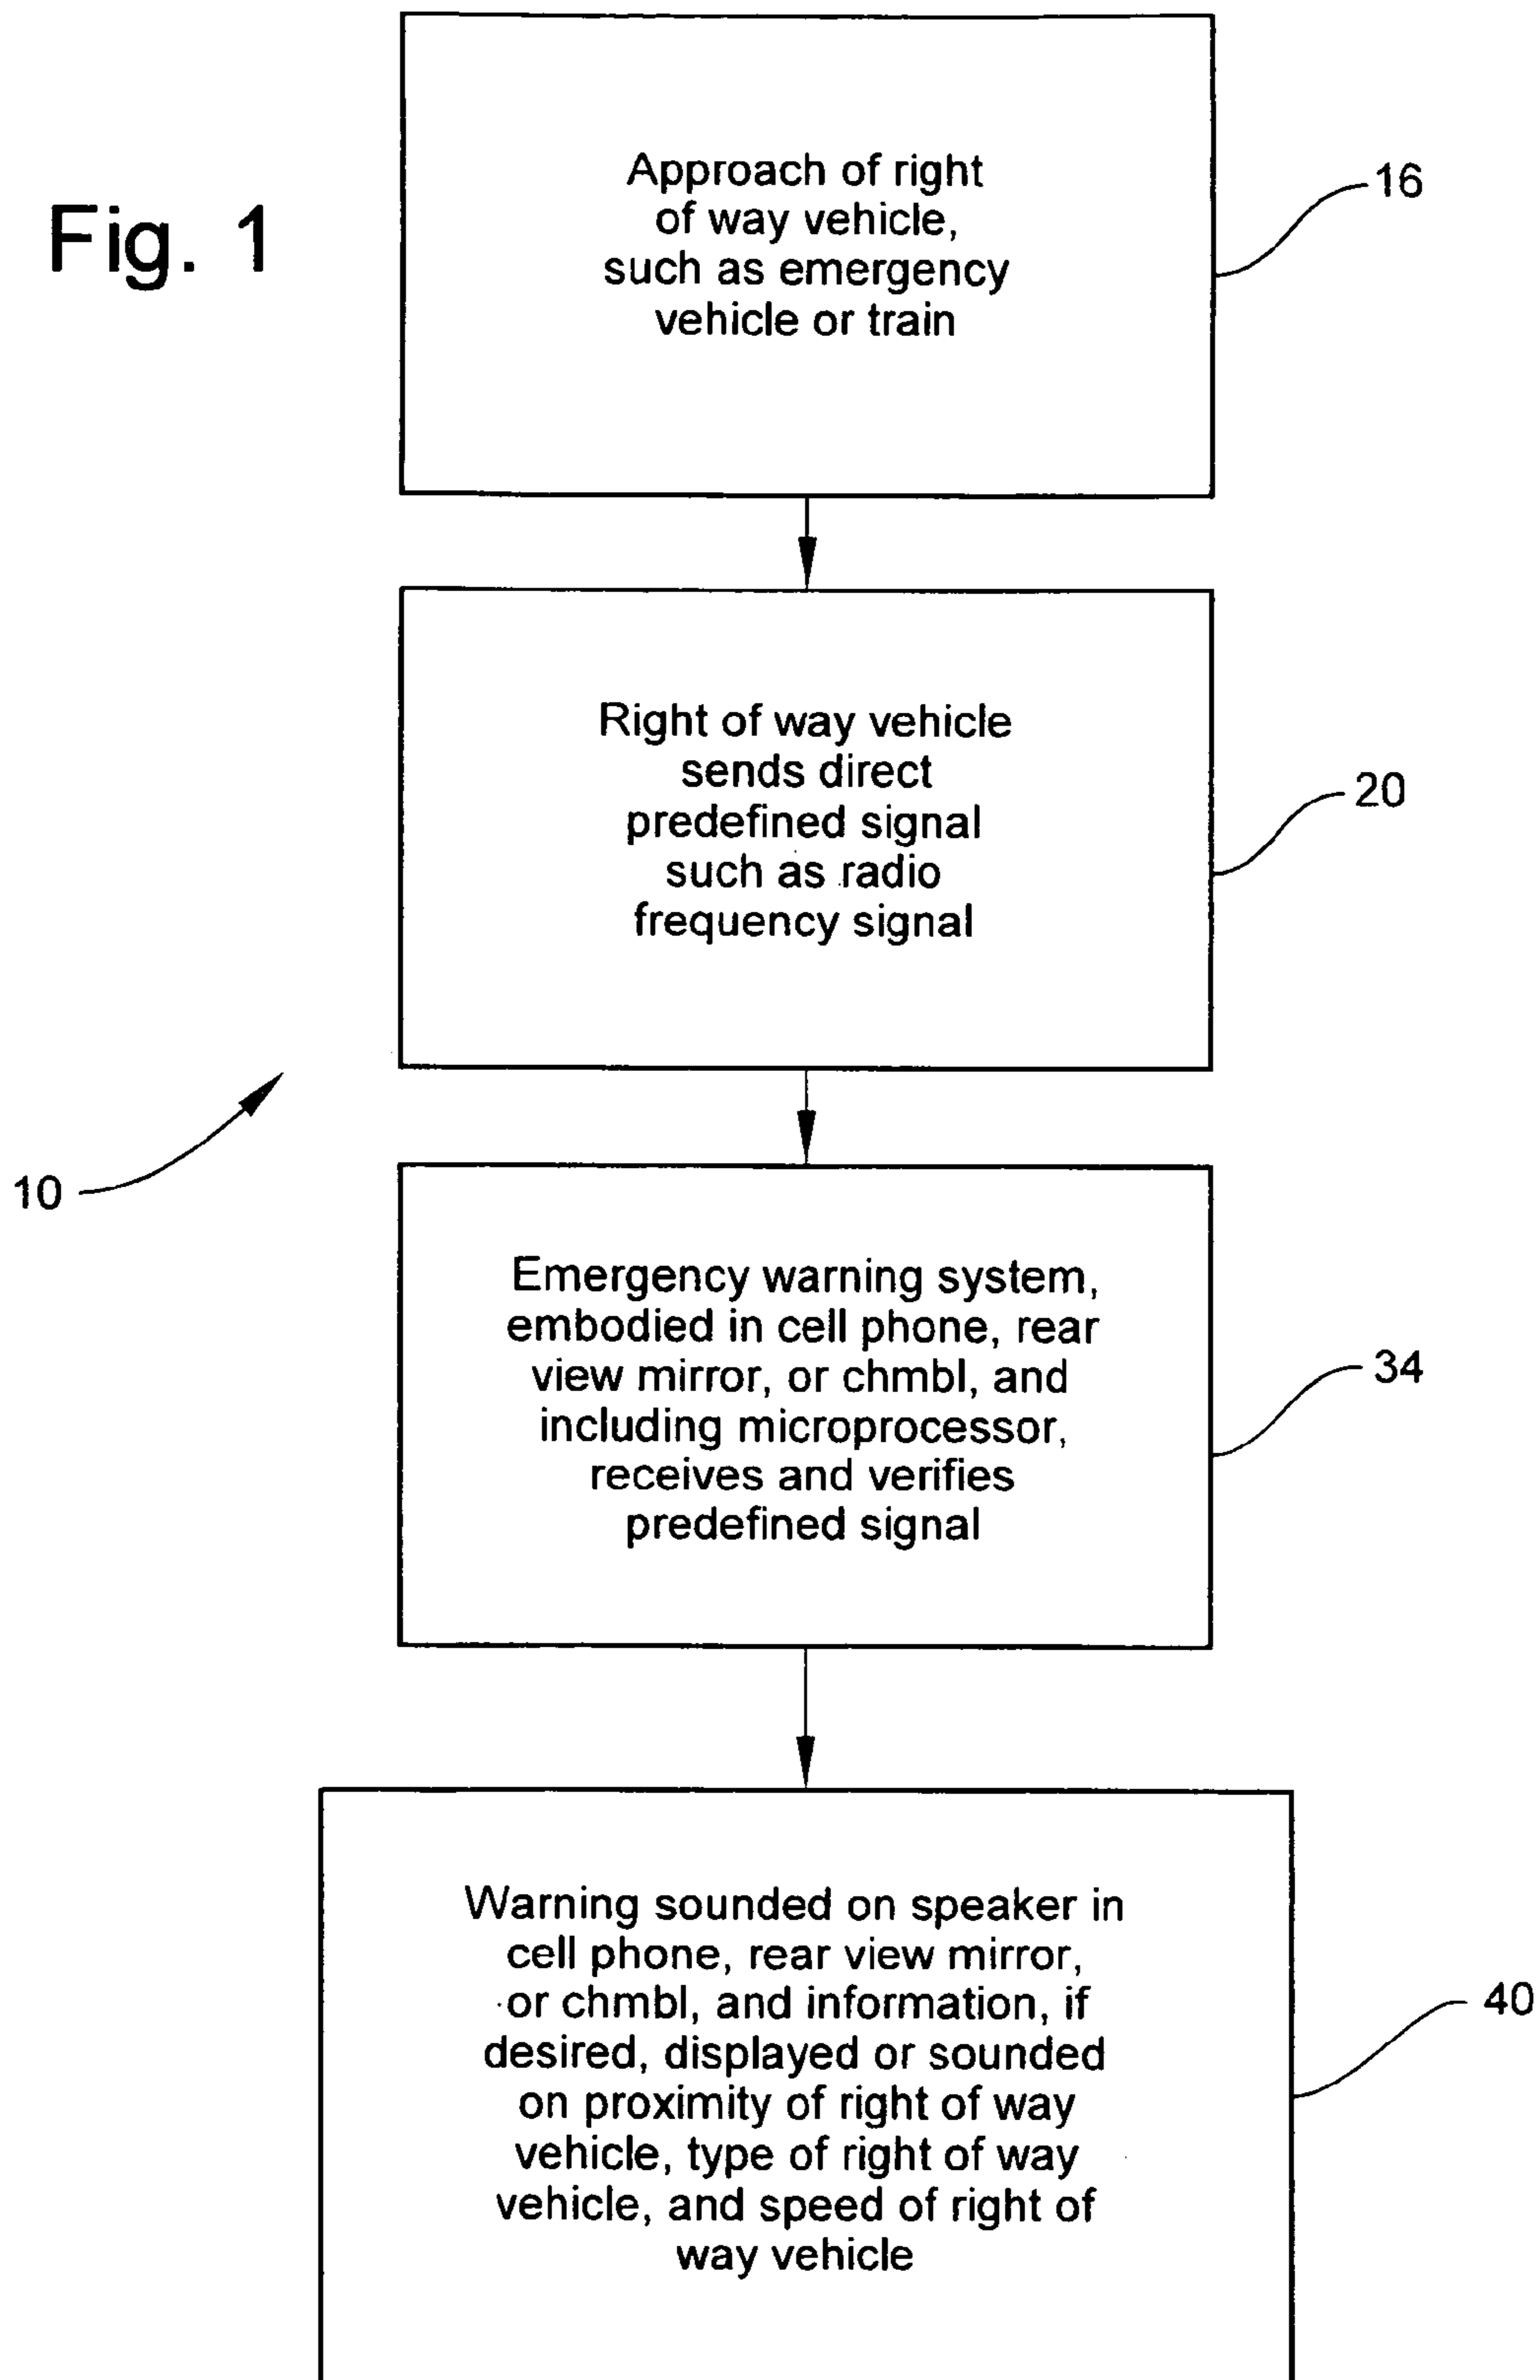 Fig. 1
Approach of right
of way vehicle,
such as emergency
vehicle or train
16
Right of way vehicle
sends direct
predefined signal
such as radio
frequency signal
20
10
Emergency warning system,
embodied in cell phone, rear
view mirror, or chmbl, and
including microprocessor,
receives and verifies
predefined signal
34
Warning sounded on speaker in
cell phone, rear view mirror,
or chmbl, and information, if
desired, displayed or sounded
on proximity of right of way
vehicle, type of right of way
vehicle, and speed of right of
way vehicle
40